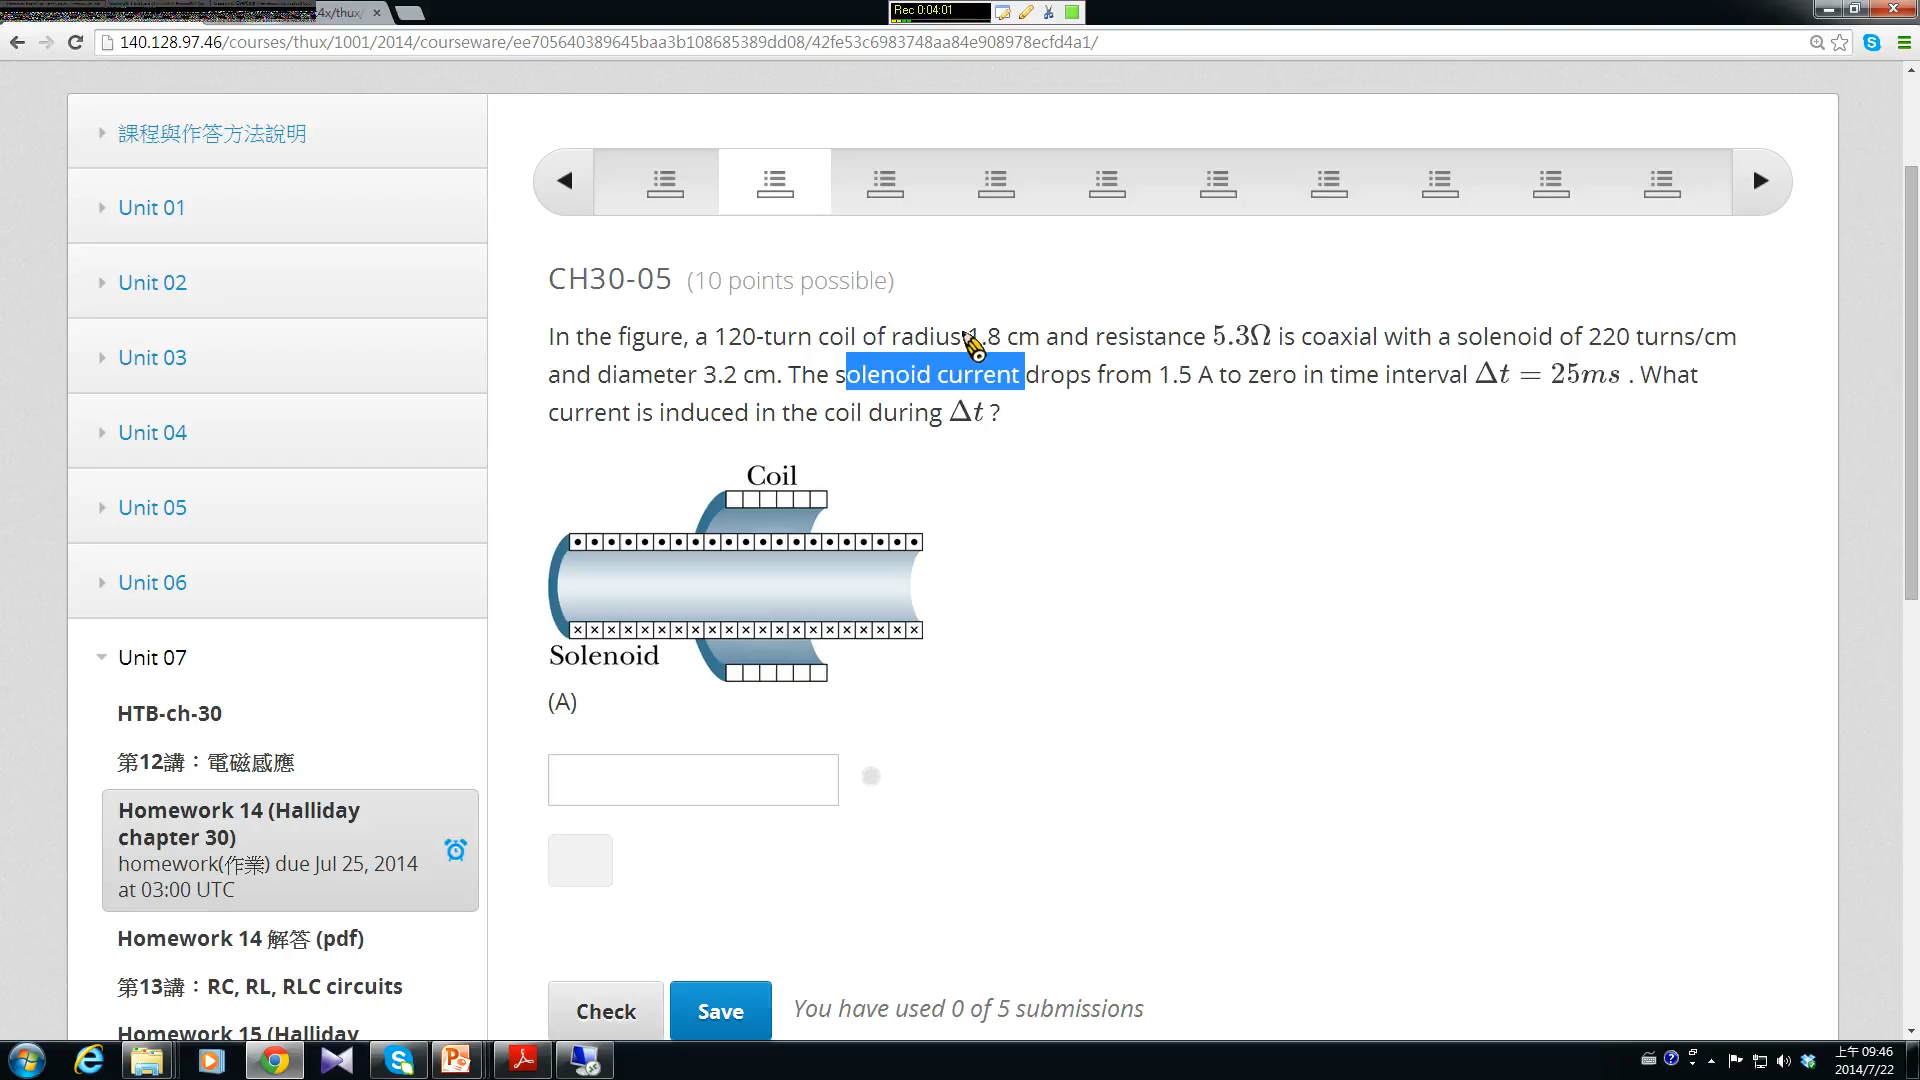 4x/thux/
Rec 0:04:01
140.128.97.46/courses/thux/1001/2014/courseware/ee705640389645baa3b108685389dd08/42fe53c6983748aa84e908978ecfd4a1/
課程與作答方法說明
Unit 01
Unit 02
Unit 03
Unit 04
Unit 05
Unit 06
Unit 07
HTB-ch-30
第12講：電磁感應
Homework 14 (Halliday
chapter 30)
homework(作業) due Jul 25, 2014
at 03:00 UTC
Homework 14 解答 (pdf)
第13講：RC, RL, RLC circuits
Homework 15 (Halliday
CH30-05 (10 points possible)
In the figure, a 120-turn coil of radius 1.8 cm and resistance 5.3Ω is coaxial with a solenoid of 220 turns/cm
and diameter 3.2 cm. The solenoid current drops from 1.5 A to zero in time interval Δt = 25ms . What
current is induced in the coil during Δt ?
Coil
Solenoid
(A)
Check
Save
You have used 0 of 5 submissions
上午 09:46
2014/7/22